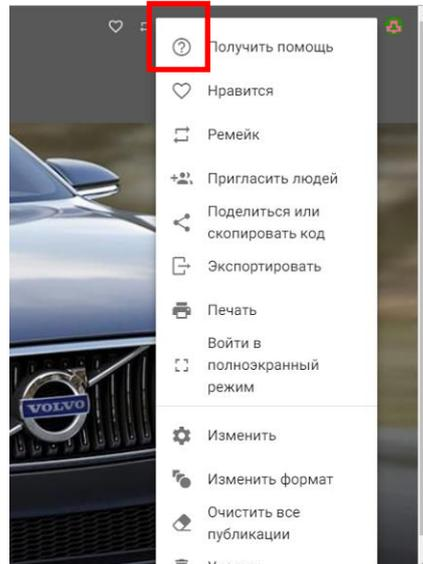 Получить помощь
Нравится
Ремейк
Пригласить людей
Поделиться или
скопировать код
Экспортировать
Печать
Войти в
полноэкранный
режим
VOLVO
Изменить
Изменить формат
Очистить все
публикации